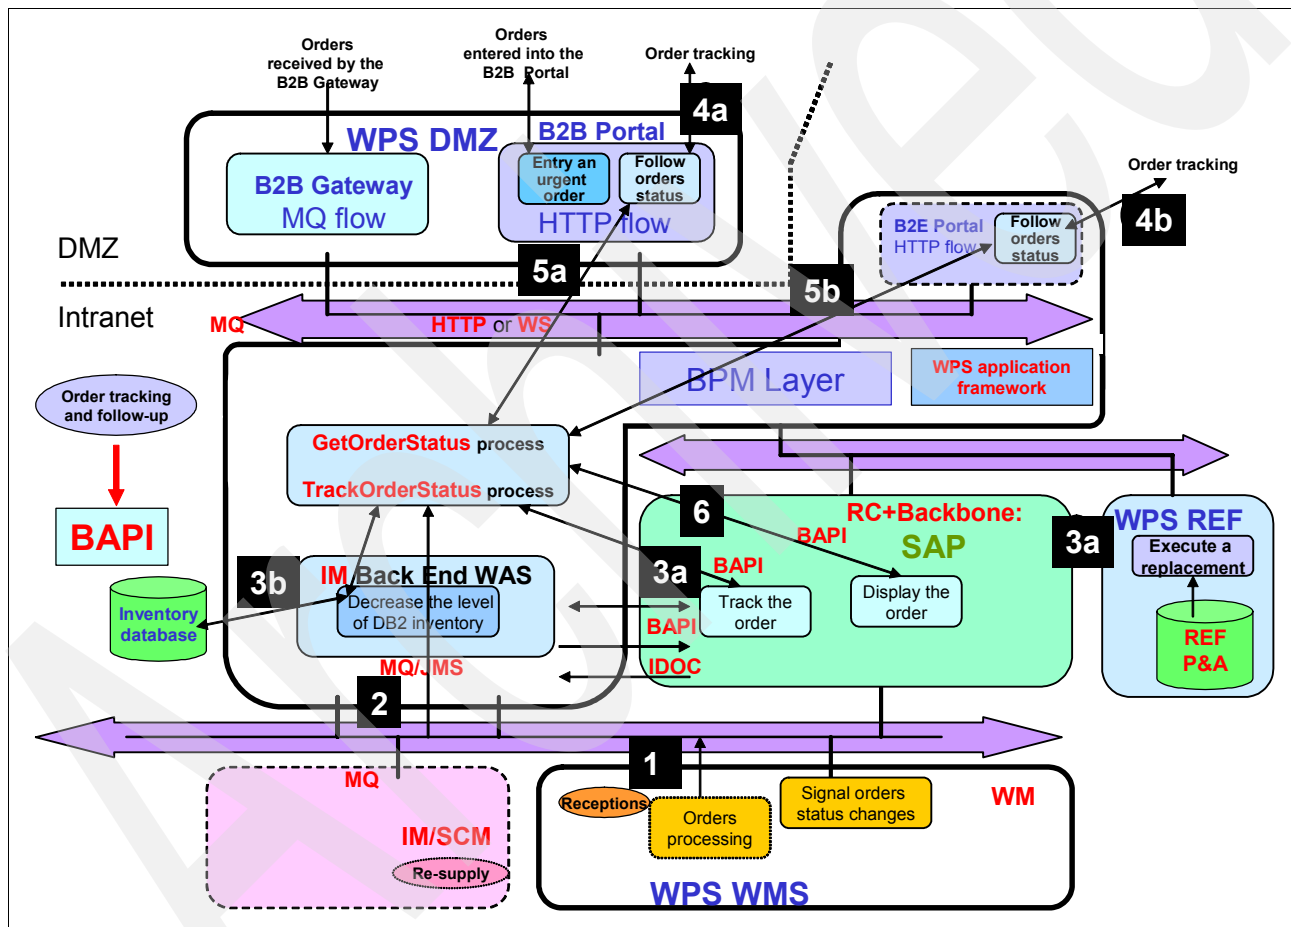 Orders
received by the
B2B Gateway
Orders
entered into the
B2B Portal
Order tracking
4a
WPS DMZ
B2B Portal
B2B Gateway
MQ flow
Entry an
urgent
order
Follow
orders
status
HTTP flow
Order tracking
4b
B2E Portal
HTTP flow
Follow
orders
status
DMZ
5a
5b
Intranet
MQ
HTTP or WS
BPM Layer
WPS application
framework
Order tracking
and follow-up
GetOrderStatus process
TrackOrderStatus process
BAPI
6
RC+Backbone:
SAP
BAPI
3a
WPS REF
Execute a
replacement
REF
P&A
3b
IM Back End WAS
Decrease the level
of DB2 inventory
3a
BAPI
Track the
order
Display the
order
Inventory
database
BAPI
IDOC
MQ/JMS
2
1
MQ
IM/SCM
Re-supply
Receptions
Orders
processing
Signal orders
status changes
WM
WPS WMS
Archived